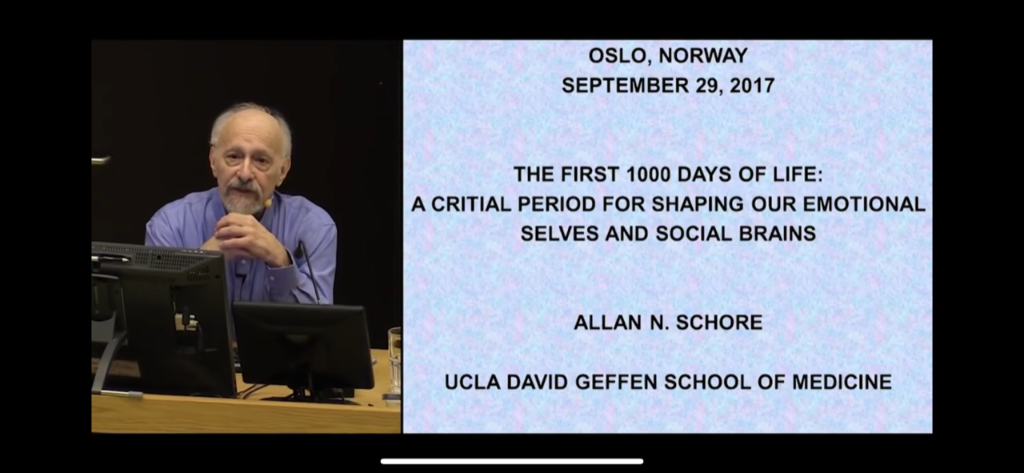 OSLO, NORWAY
SEPTEMBER 29, 2017
THE FIRST 1000 DAYS OF LIFE:
A CRITIAL PERIOD FOR SHAPING OUR EMOTIONAL
SELVES AND SOCIAL BRAINS
ALLAN N. SCHORE
UCLA DAVID GEFFEN SCHOOL OF MEDICINE